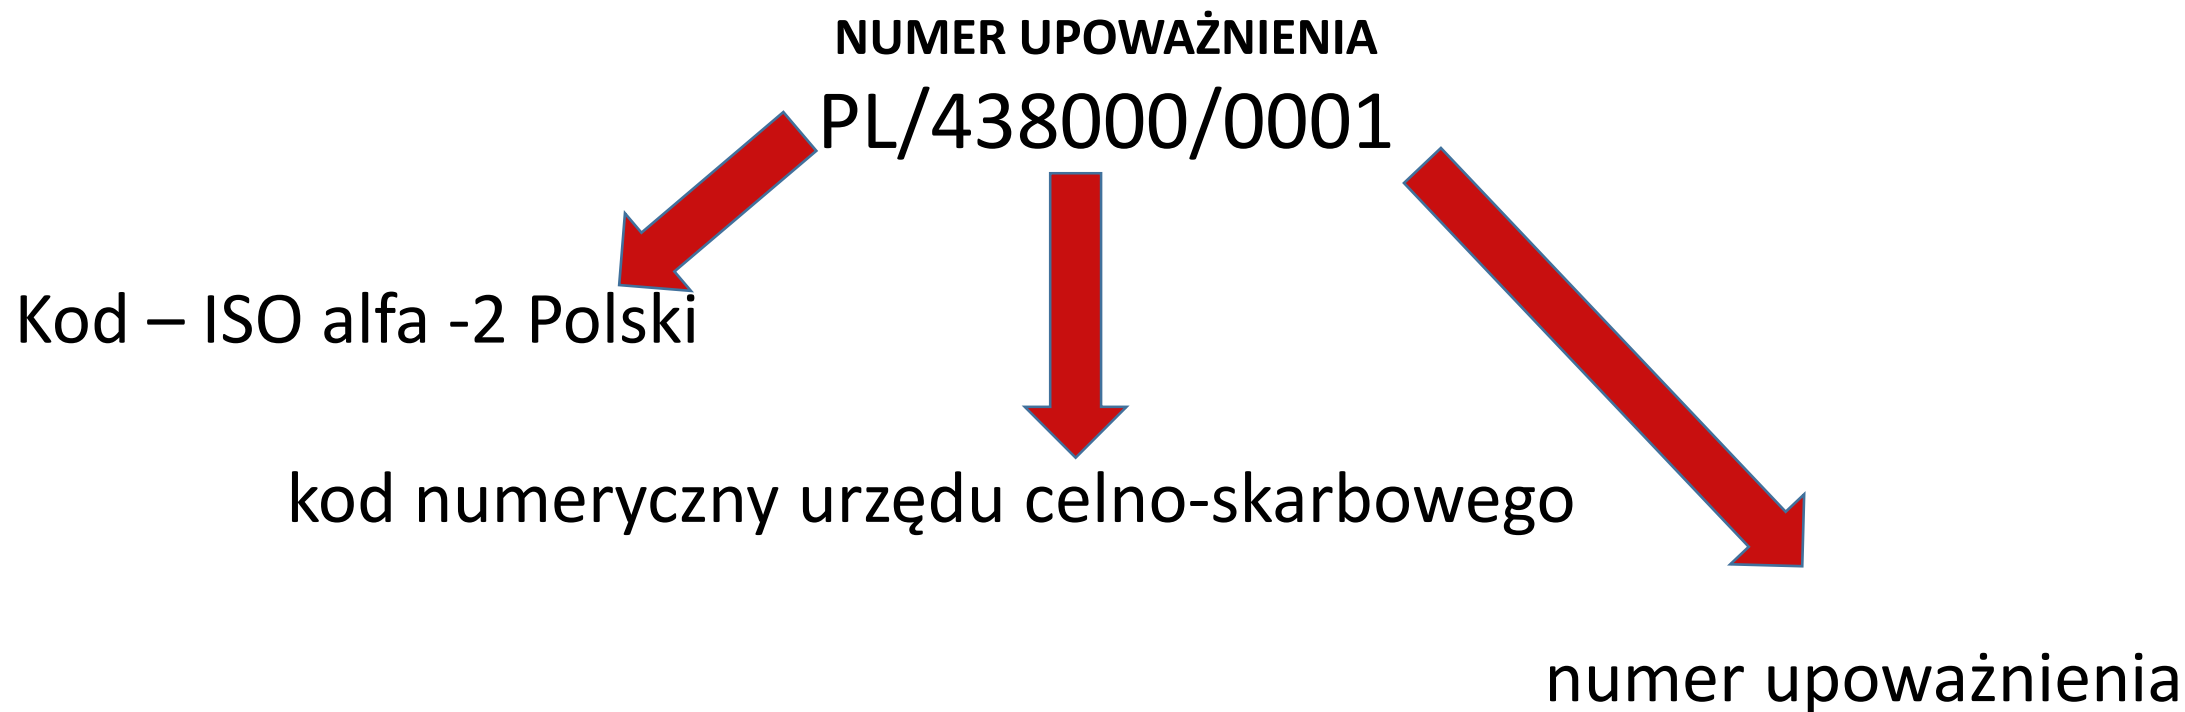 NUMER UPOWAŻNIENIA
PL/438000/0001
Kod – ISO alfa -2 Polski
kod numeryczny urzędu celno-skarbowego
numer upoważnienia